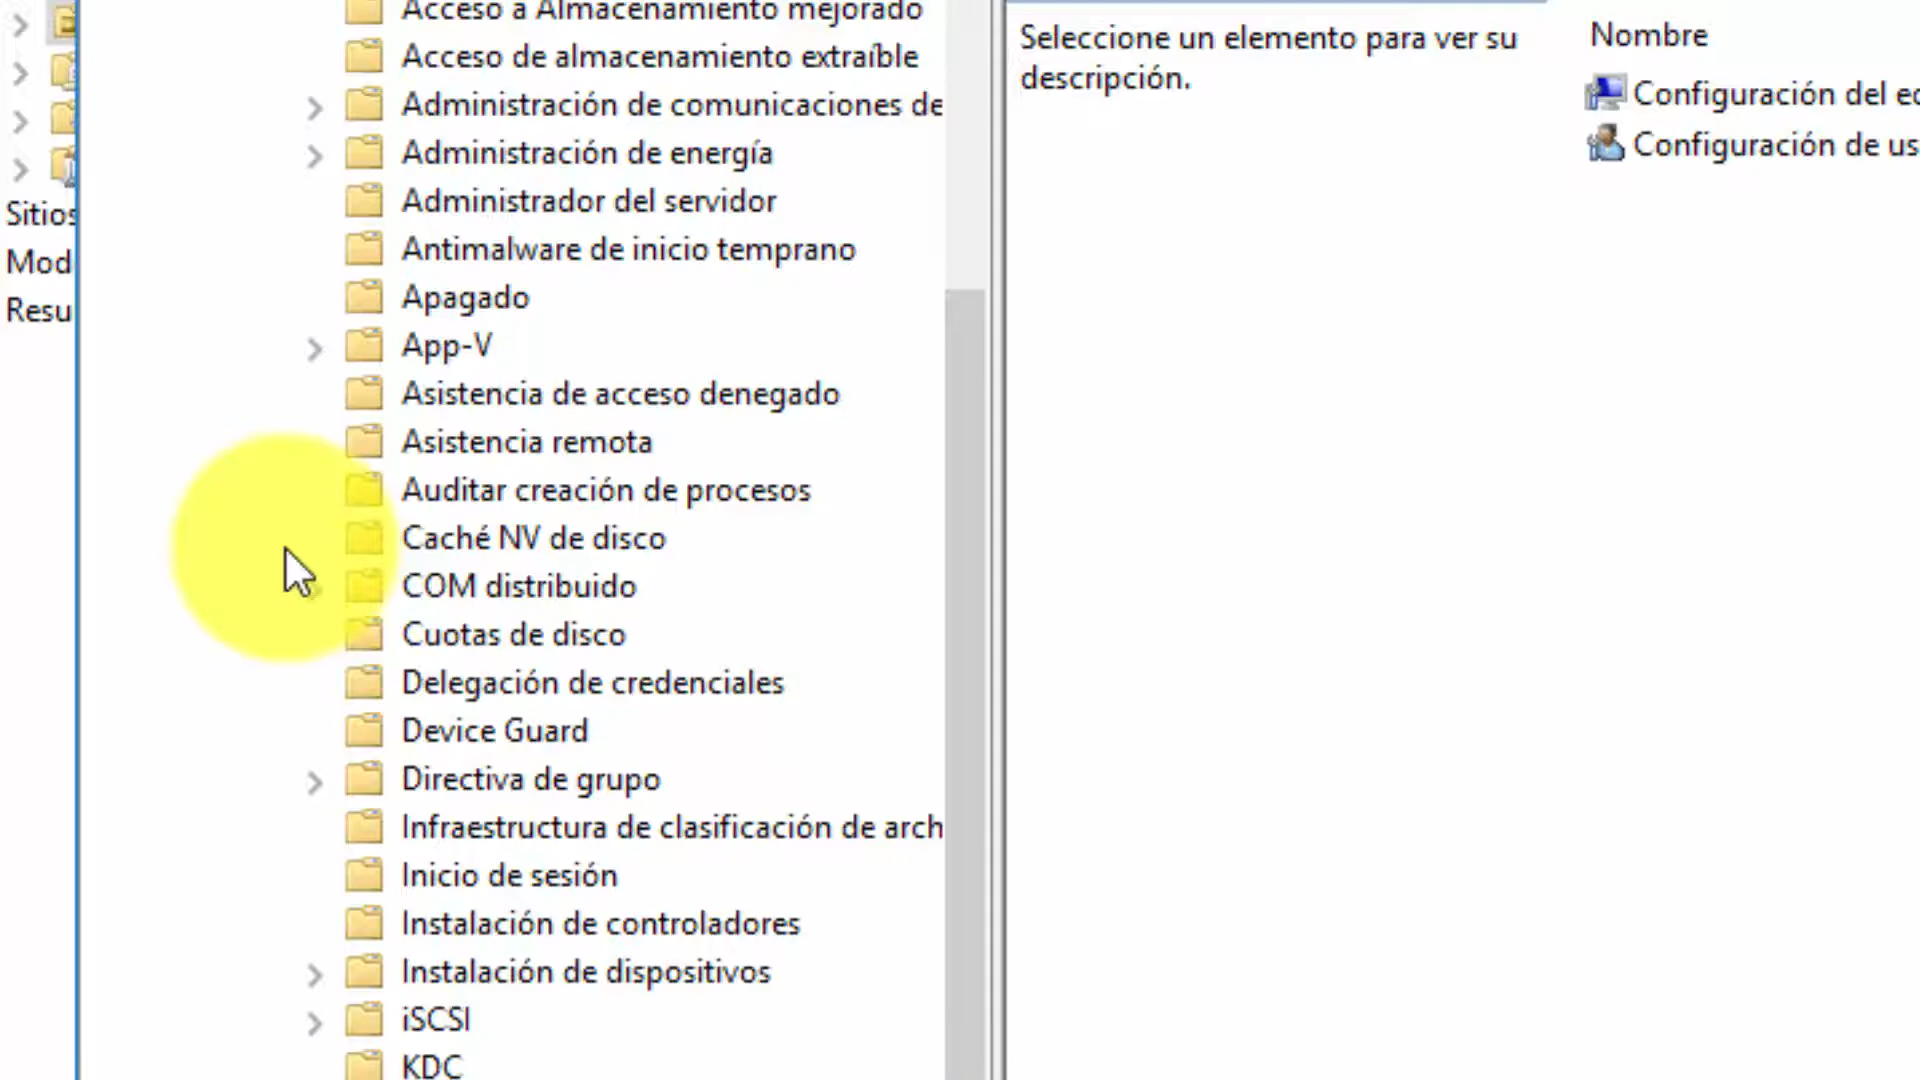 Sitios
Mod
Resu
Acceso a Almacenamiento mejorado
Acceso de almacenamiento extraíble
Administración de comunicaciones de
Administración de energía
Administrador del servidor
Antimalware de inicio temprano
Apagado
App-V
Asistencia de acceso denegado
Asistencia remota
Auditar creación de procesos
Caché NV de disco
COM distribuido
Cuotas de disco
Delegación de credenciales
Device Guard
Directiva de grupo
Infraestructura de clasificación de arch
Inicio de sesión
Instalación de controladores
Instalación de dispositivos
iSCSI
KDC
Seleccione un elemento para ver su
descripción.
Nombre
Configuración del ec
Configuración de us